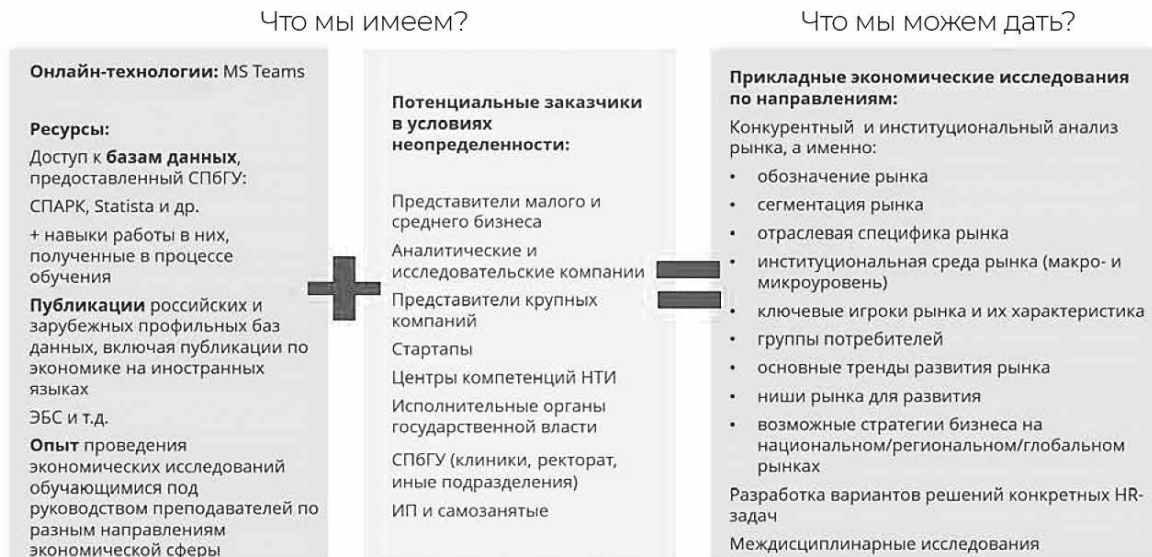 Что мы имеем?
Что мы можем дать?
Онлайн-технологии: MS Teams
Ресурсы:
Доступ к базам данных,
предоставленный СПбГУ:
СПАРК, Statista и др.
+ навыки работы в них,
полученные в процессе
обучения
Публикации российских и
зарубежных профильных баз
данных, включая публикации по
экономике на иностранных
языках
ЭБС и т.д.
Опыт проведения
экономических исследований
обучающимися под
руководством преподавателей по
разным направлениям
экономической сферы
Потенциальные заказчики
в условиях
неопределенности:
Представители малого и
среднего бизнеса
Аналитические и
исследовательские компании
Представители крупных
компаний
Стартапы
Центры компетенций НТИ
Исполнительные органы
государственной власти
СПбГУ (клиники, ректорат,
иные подразделения)
ИП и самозанятые
Прикладные экономические исследования
по направлениям:
Конкурентный и институциональный анализ
рынка, а именно:
• обозначение рынка
• сегментация рынка
• отраслевая специфика рынка
• институциональная среда рынка (макро- и
микроуровень)
• ключевые игроки рынка и их характеристика
• группы потребителей
• основные тренды развития рынка
• ниши рынка для развития
• возможные стратегии бизнеса на
национальном/региональном/глобальном
рынках
Разработка вариантов решений конкретных HR-
задач
Междисциплинарные исследования